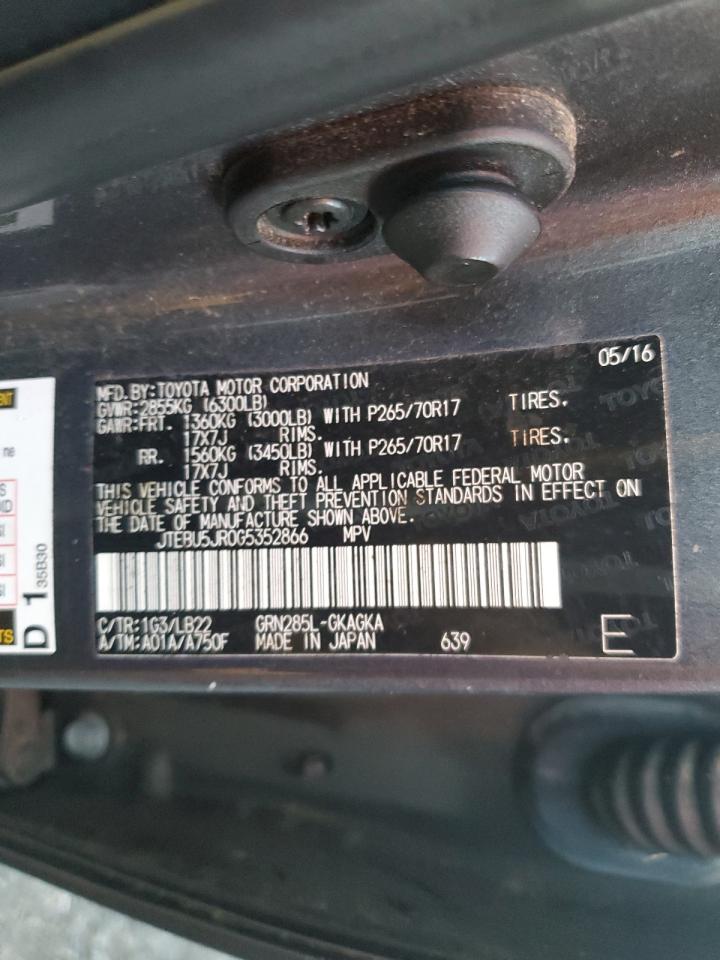 05/16
MFD.BY:TOYOTA MOTOR CORPORATION
GVWR:2855KG (6300LB)
GAWR:FRT. 1360KG (3000LB) WITH P265/70R17 TIRES.
17X7J RIMS.
RR. 1560KG (3450LB) WITH P265/70R17 TIRES.
17X7J RIMS.
THIS VEHICLE CONFORMS TO ALL APPLICABLE FEDERAL MOTOR
VEHICLE SAFETY AND THEFT PREVENTION STANDARDS IN EFFECT ON
THE DATE OF MANUFACTURE SHOWN ABOVE.
JTEBU5JR0G5352866 MPV
C/TR:1G3/LB22 GRN285L-GKAGKA
A/TM:A01A/A750F MADE IN JAPAN 639 E
D 1
35B30